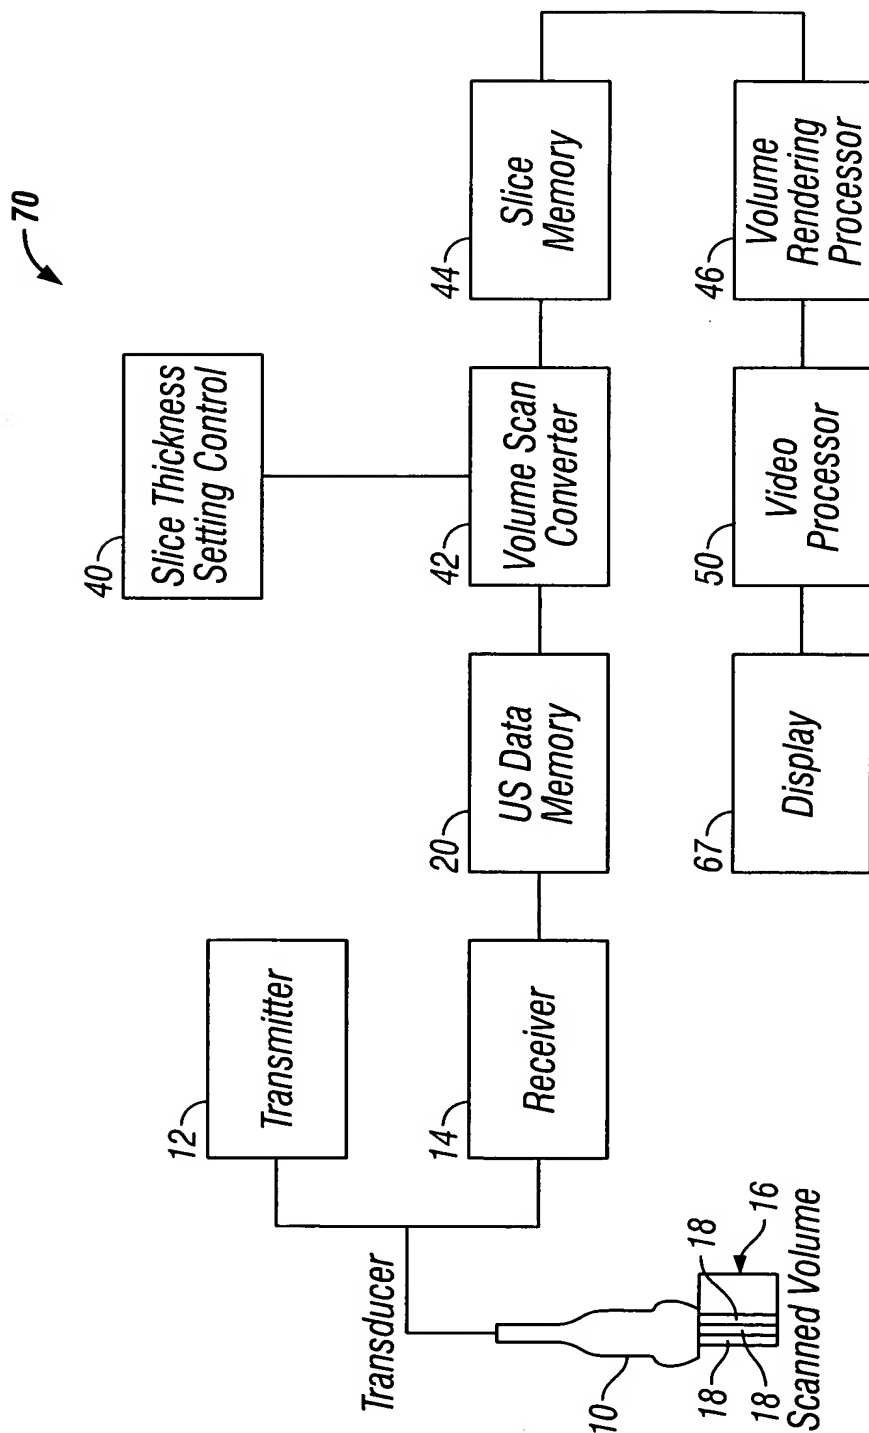 70
40
Slice Thickness
Setting Control
12
Transmitter
Transducer
14
Receiver
20
US Data
Memory
42
Volume Scan
Converter
44
Slice
Memory
10
18
18
18
16
Scanned Volume
67
Display
50
Video
Processor
46
Volume
Rendering
Processor